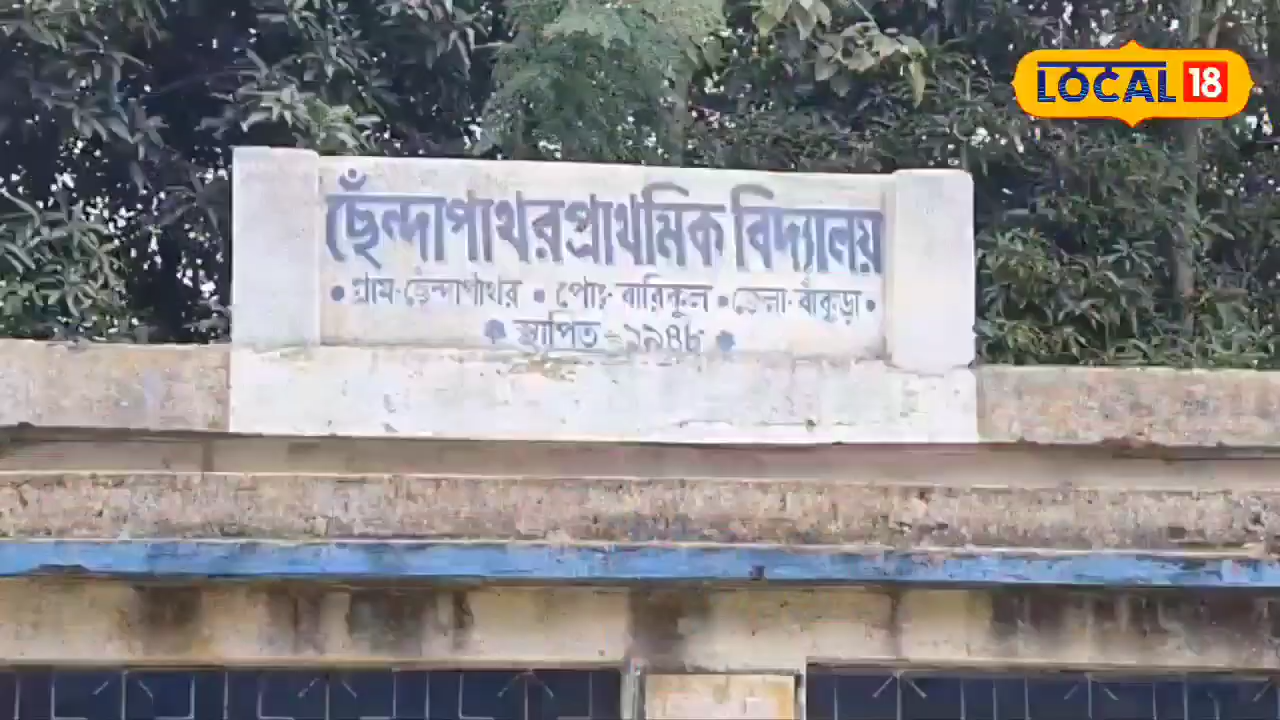 LOCAL 18
ছেঁন্দাপাথর প্রাথমিক বিদ্যালয়
• গ্রাম-ছেন্দাপাথর • পোঃ-বারিকুল • জেলা-বাঁকুড়া •
স্থাপিত - ১৯৪৮